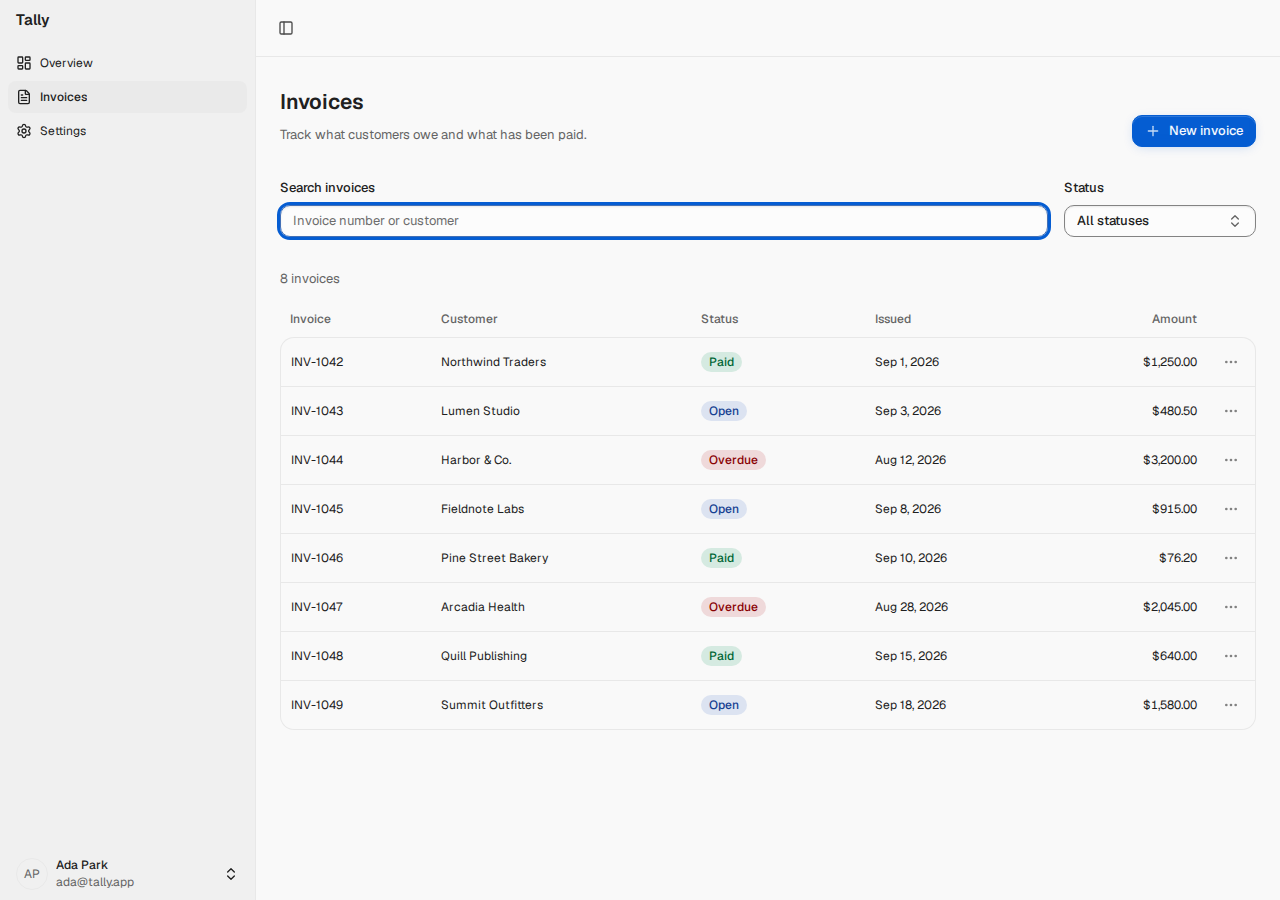 Tally
Overview
Invoices
Settings
Invoices
Track what customers owe and what has been paid.
New invoice
Search invoices
Status
Invoice number or customer
All statuses
8 invoices
Invoice Customer Status Issued Amount
INV-1042 Northwind Traders Paid Sep 1, 2026 $1,250.00
INV-1043 Lumen Studio Open Sep 3, 2026 $480.50
INV-1044 Harbor & Co. Overdue Aug 12, 2026 $3,200.00
INV-1045 Fieldnote Labs Open Sep 8, 2026 $915.00
INV-1046 Pine Street Bakery Paid Sep 10, 2026 $76.20
INV-1047 Arcadia Health Overdue Aug 28, 2026 $2,045.00
INV-1048 Quill Publishing Paid Sep 15, 2026 $640.00
INV-1049 Summit Outfitters Open Sep 18, 2026 $1,580.00
AP
Ada Park
ada@tally.app